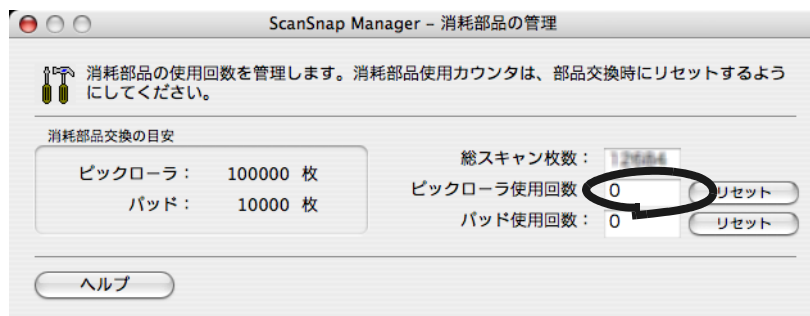 ScanSnap Manager – 消耗部品の管理
消耗部品の使用回数を管理します。消耗部品使用カウンタは、部品交換時にリセットするよう
にしてください。
消耗部品交換の目安
ピックローラ： 100000 枚
パッド： 10000 枚
総スキャン枚数：
ピックローラ使用回数 0 リセット
パッド使用回数： 0 リセット
ヘルプ